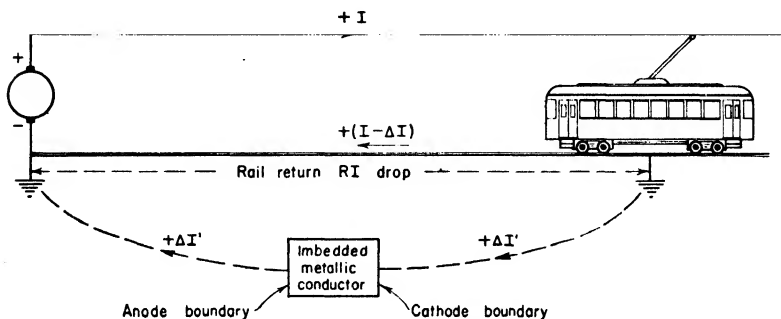 + I
+
−
+(I−ΔI)
Rail return RI drop
+ΔI'
+ΔI'
Imbedded
metallic
conductor
Anode boundary
Cathode boundary